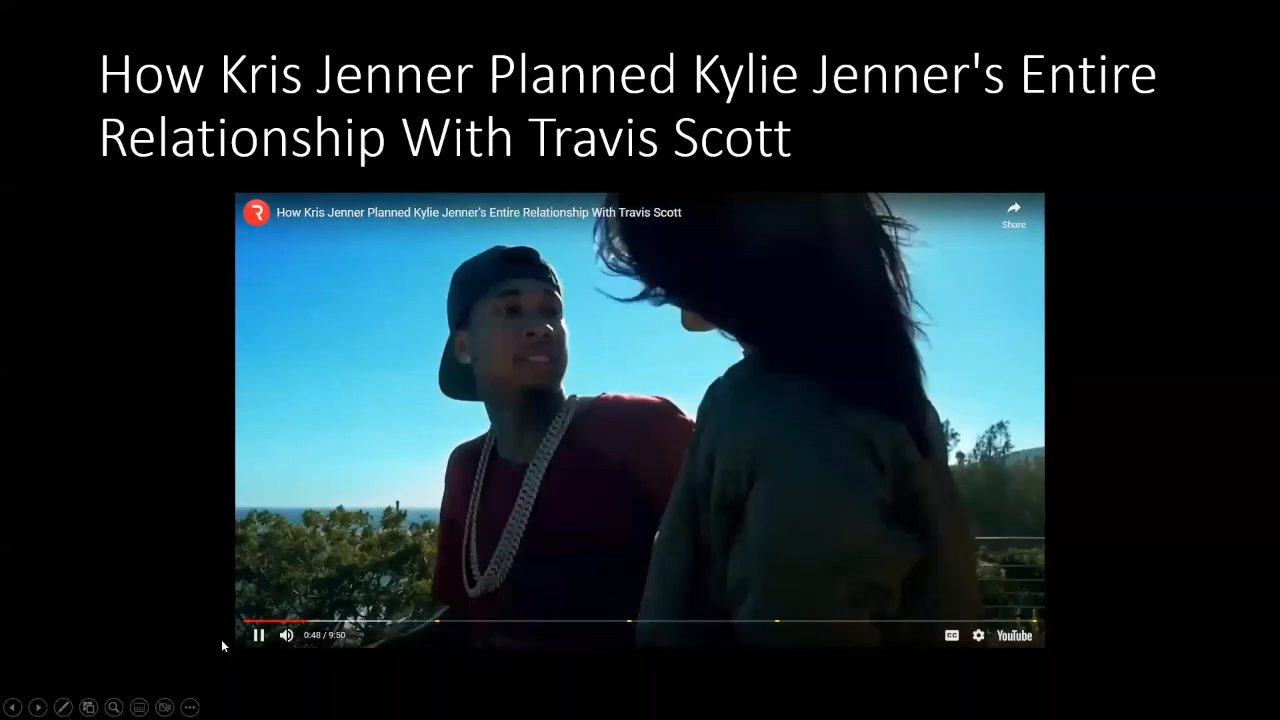 How Kris Jenner Planned Kylie Jenner's Entire
Relationship With Travis Scott
How Kris Jenner Planned Kylie Jenner's Entire Relationship With Travis Scott
Share
0:48 / 9:50
CC
YouTube